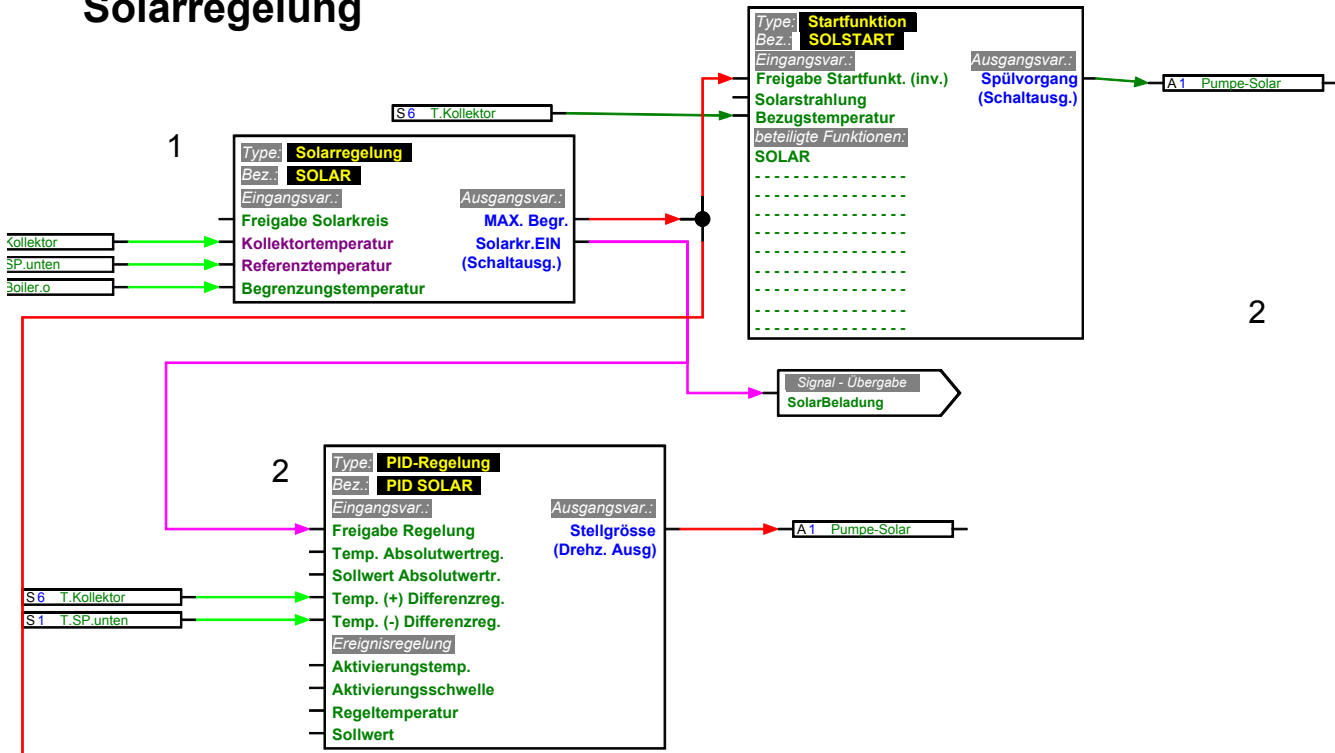 Solarregelung
Type: Startfunktion
Bez.: SOLSTART
Eingangsvar.: Ausgangsvar.:
Freigabe Startfunkt. (inv.) Spülvorgang
Solarstrahlung (Schaltausg.)
Bezugstemperatur
beteiligte Funktionen:
SOLAR
A 1 Pumpe-Solar
S 6 T.Kollektor
1
Type: Solarregelung
Bez.: SOLAR
Eingangsvar.: Ausgangsvar.:
Freigabe Solarkreis MAX. Begr.
Kollektortemperatur Solarkr.EIN
Referenztemperatur (Schaltausg.)
Begrenzungstemperatur
Kollektor
SP.unten
Boiler.o
2
Signal - Übergabe
SolarBeladung
2
Type: PID-Regelung
Bez.: PID SOLAR
Eingangsvar.: Ausgangsvar.:
Freigabe Regelung Stellgrösse
Temp. Absolutwertreg. (Drehz. Ausg)
Sollwert Absolutwertr.
Temp. (+) Differenzreg.
Temp. (-) Differenzreg.
Ereignisregelung
Aktivierungstemp.
Aktivierungsschwelle
Regeltemperatur
Sollwert
A 1 Pumpe-Solar
S 6 T.Kollektor
S 1 T.SP.unten